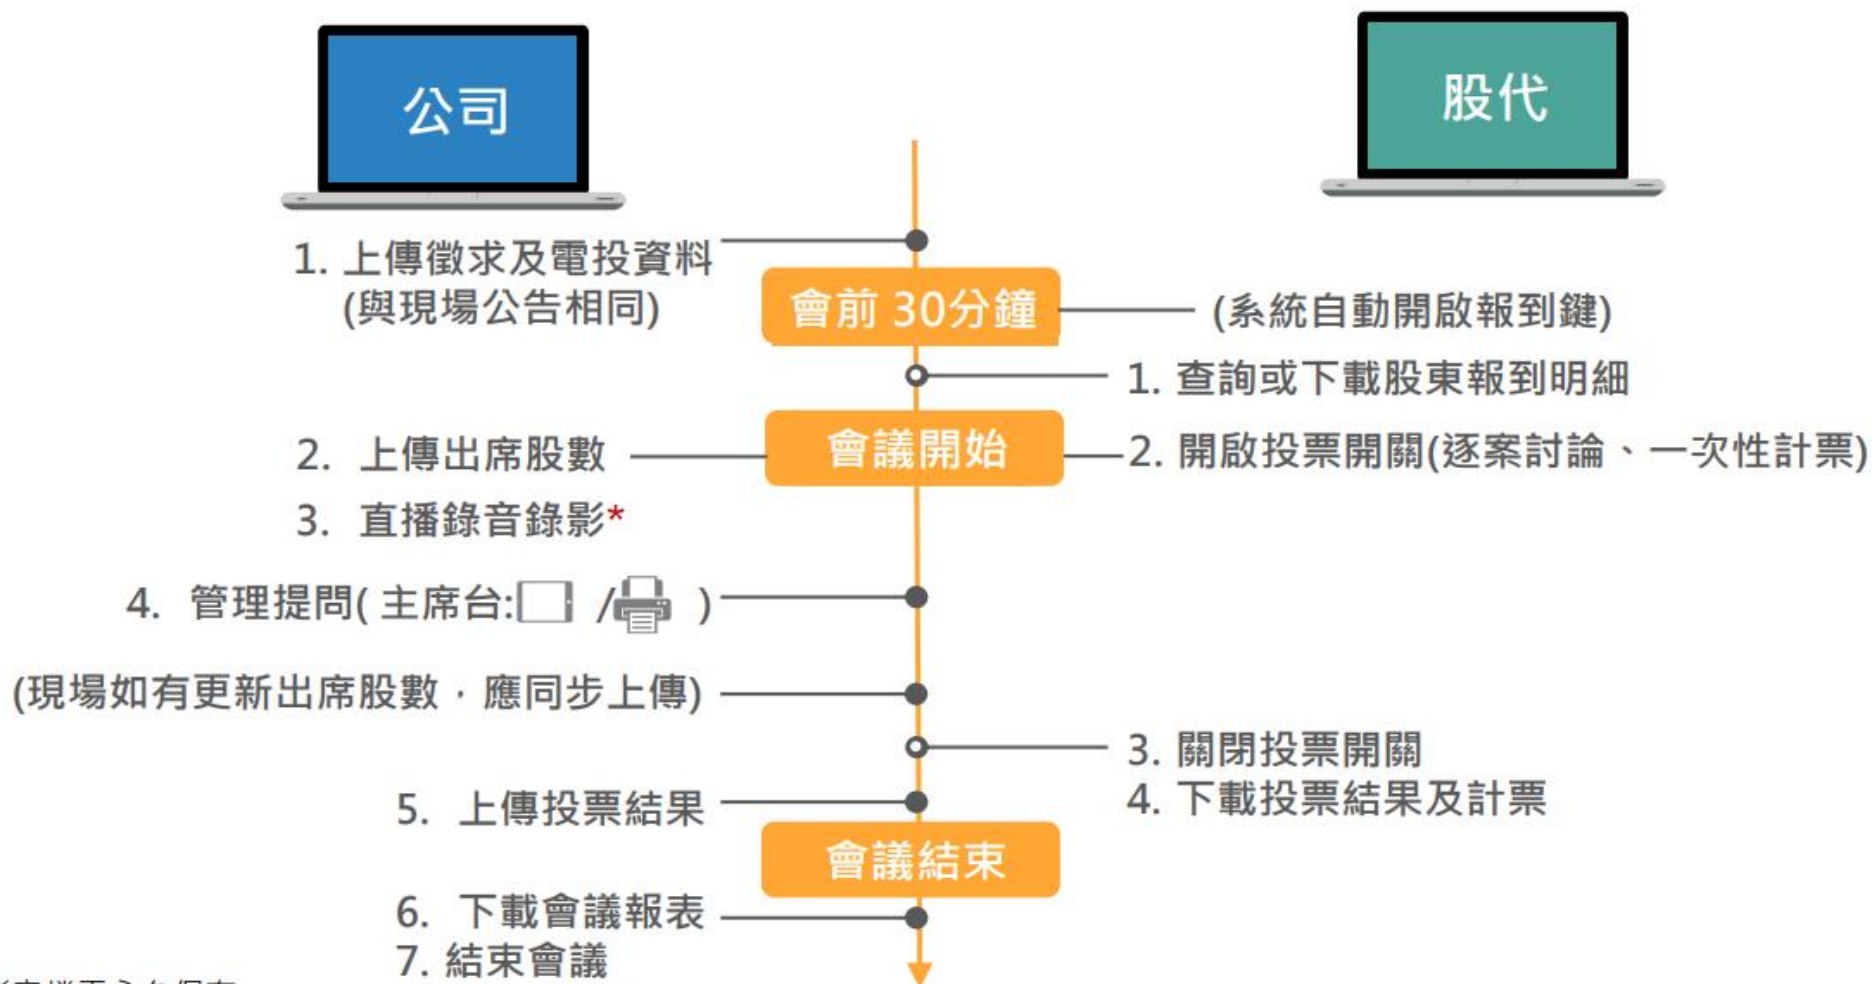 公司
股代
1. 上傳徵求及電投資料
(與現場公告相同)
會前 30分鐘
(系統自動開啟報到鍵)
1. 查詢或下載股東報到明細
2. 上傳出席股數
會議開始
2. 開啟投票開關(逐案討論、一次性計票)
3. 直播錄音錄影*
4. 管理提問( 主席台: / )
(現場如有更新出席股數，應同步上傳)
3. 關閉投票開關
4. 下載投票結果及計票
5. 上傳投票結果
會議結束
6. 下載會議報表
7. 結束會議